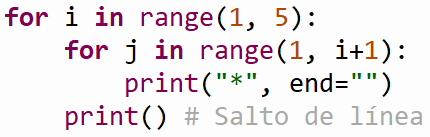 for i in range(1, 5):
    for j in range(1, i+1):
        print("*", end="")
    print() # Salto de línea